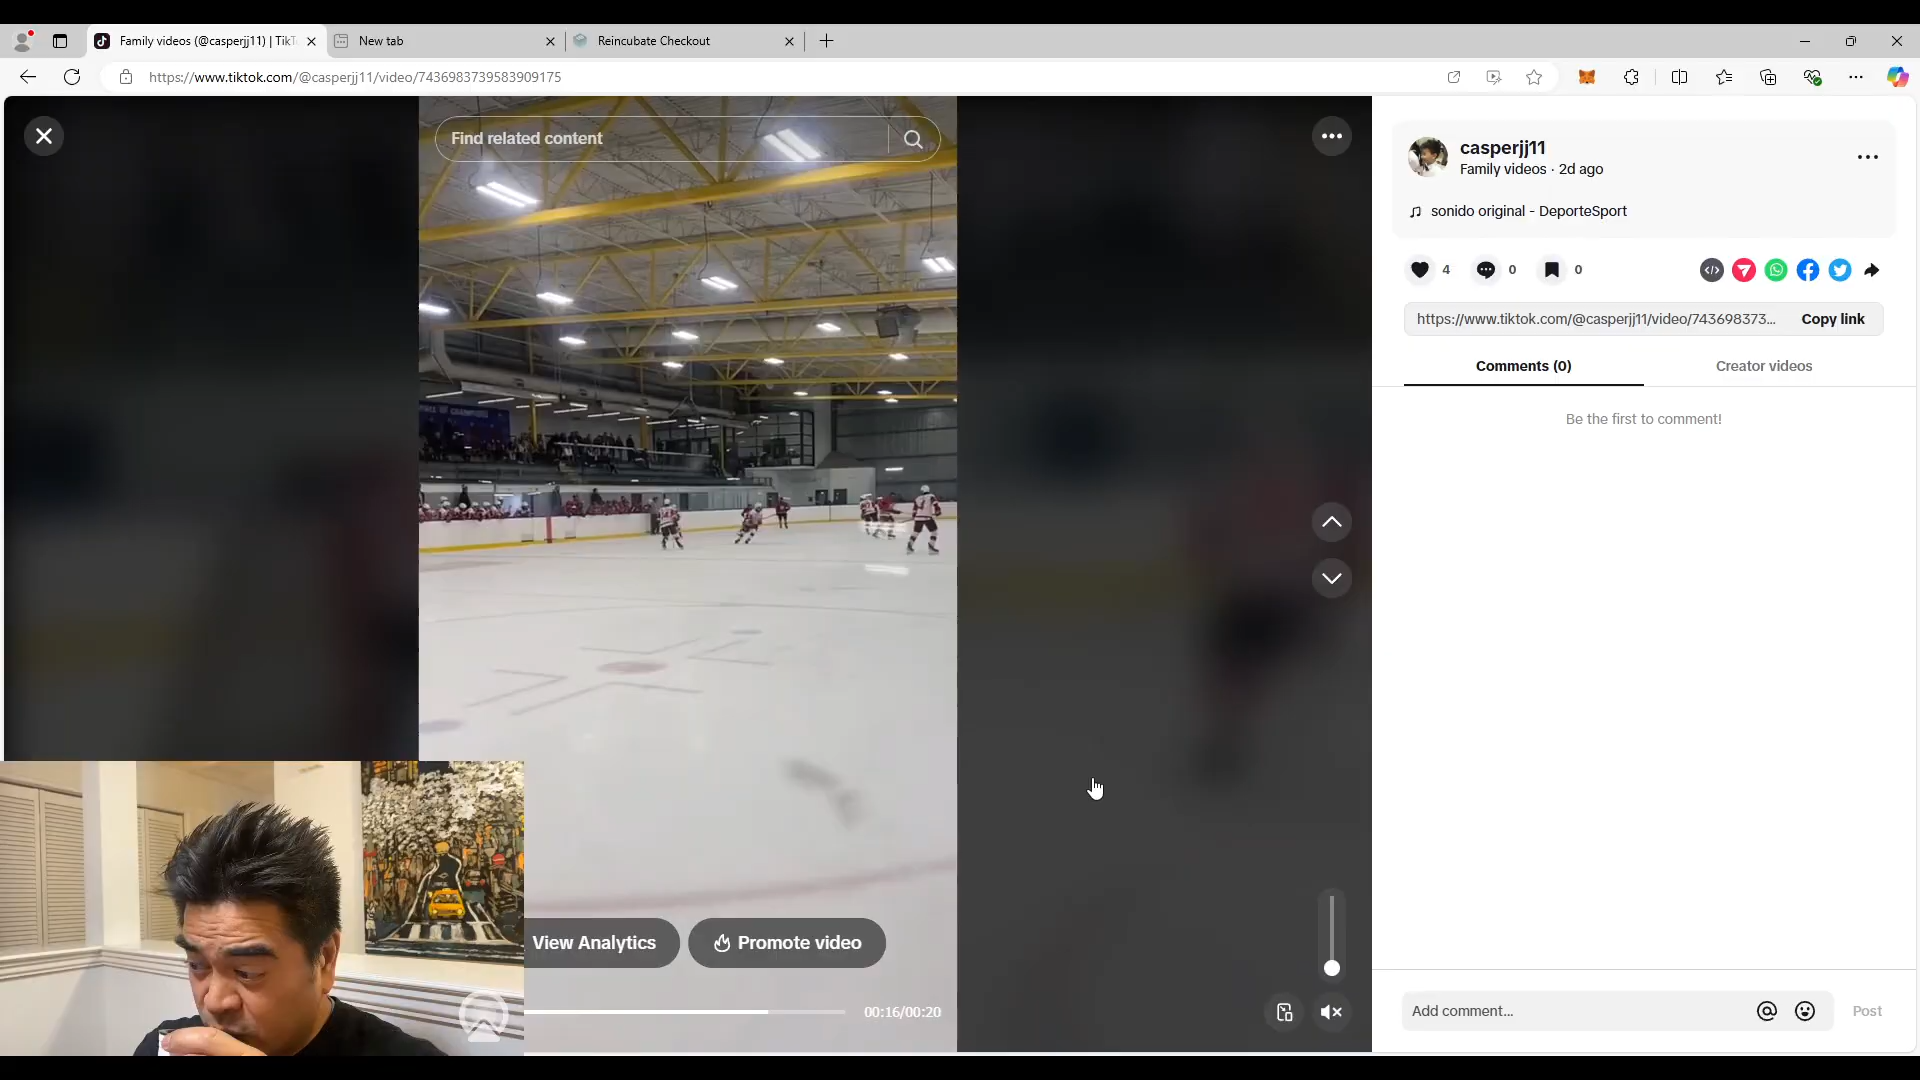 Family videos (@casperjj11) | TikT
New tab
Reincubate Checkout
https://www.tiktok.com/@casperjj11/video/7436983739583909175
Find related content
casperjj11
Family videos · 2d ago
sonido original - DeporteSport
4
0
0
https://www.tiktok.com/@casperjj11/video/743698373...
Copy link
Comments (0)
Creator videos
Be the first to comment!
View Analytics
Promote video
00:16/00:20
Add comment...
Post